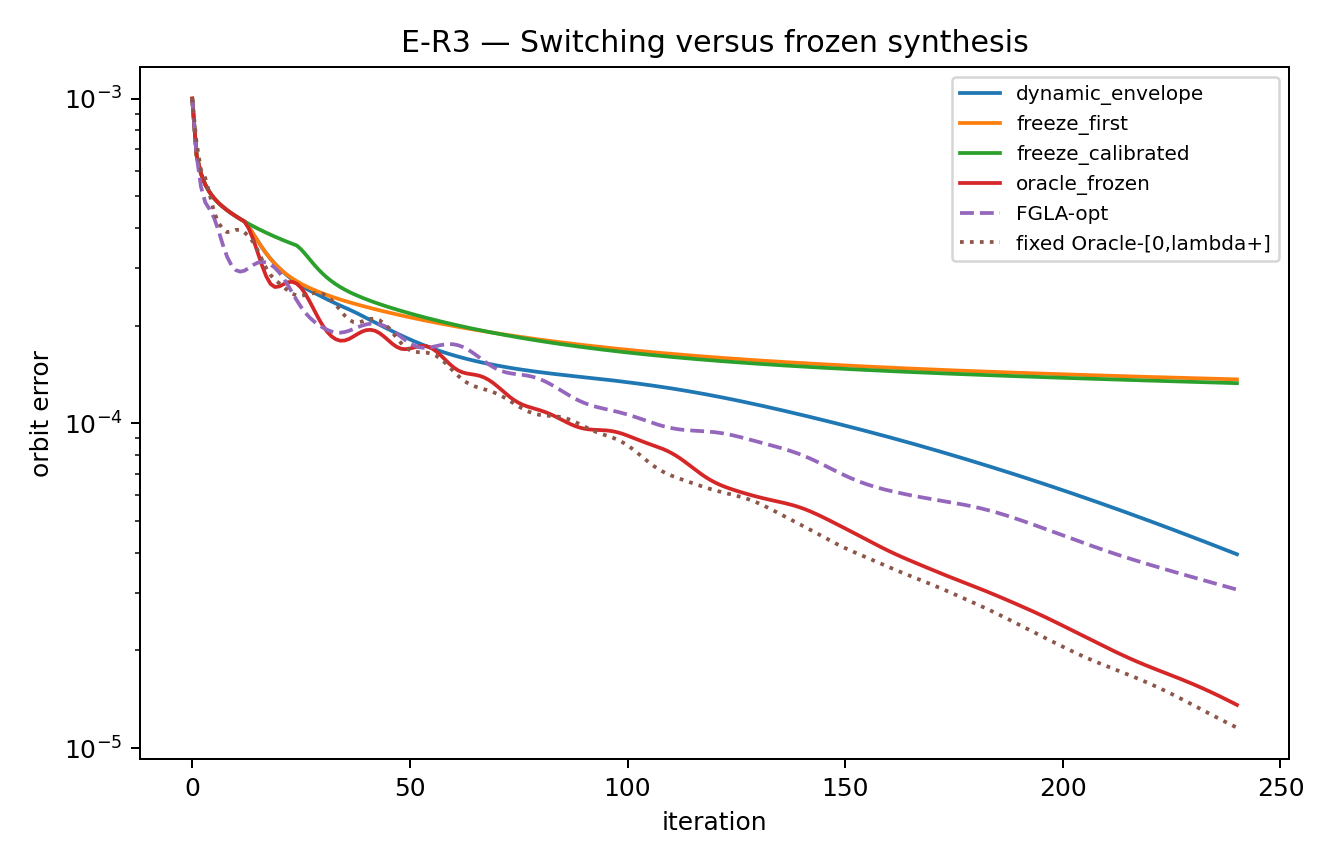 E-R3 — Switching versus frozen synthesis
dynamic_envelope
freeze_first
freeze_calibrated
oracle_frozen
FGLA-opt
fixed Oracle-[0,lambda+]
orbit error
10⁻³
10⁻⁴
10⁻⁵
0 50 100 150 200 250
iteration